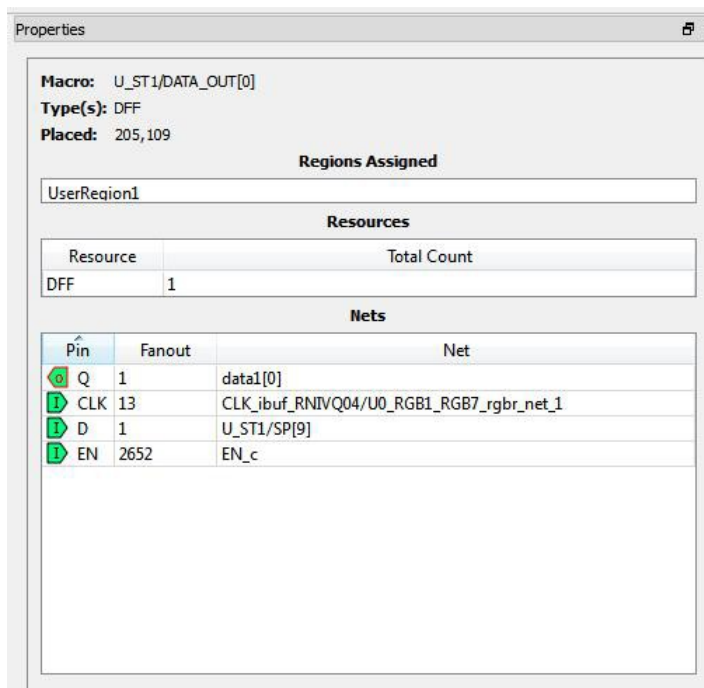 Properties
Macro: U_ST1/DATA_OUT[0]
Type(s): DFF
Placed: 205,109
Regions Assigned
UserRegion1
Resources
Resource Total Count
DFF 1
Nets
Pin Fanout Net
O Q 1 data1[0]
I CLK 13 CLK_ibuf_RNIVQ04/U0_RGB1_RGB7_rgbr_net_1
I D 1 U_ST1/SP[9]
I EN 2652 EN_c